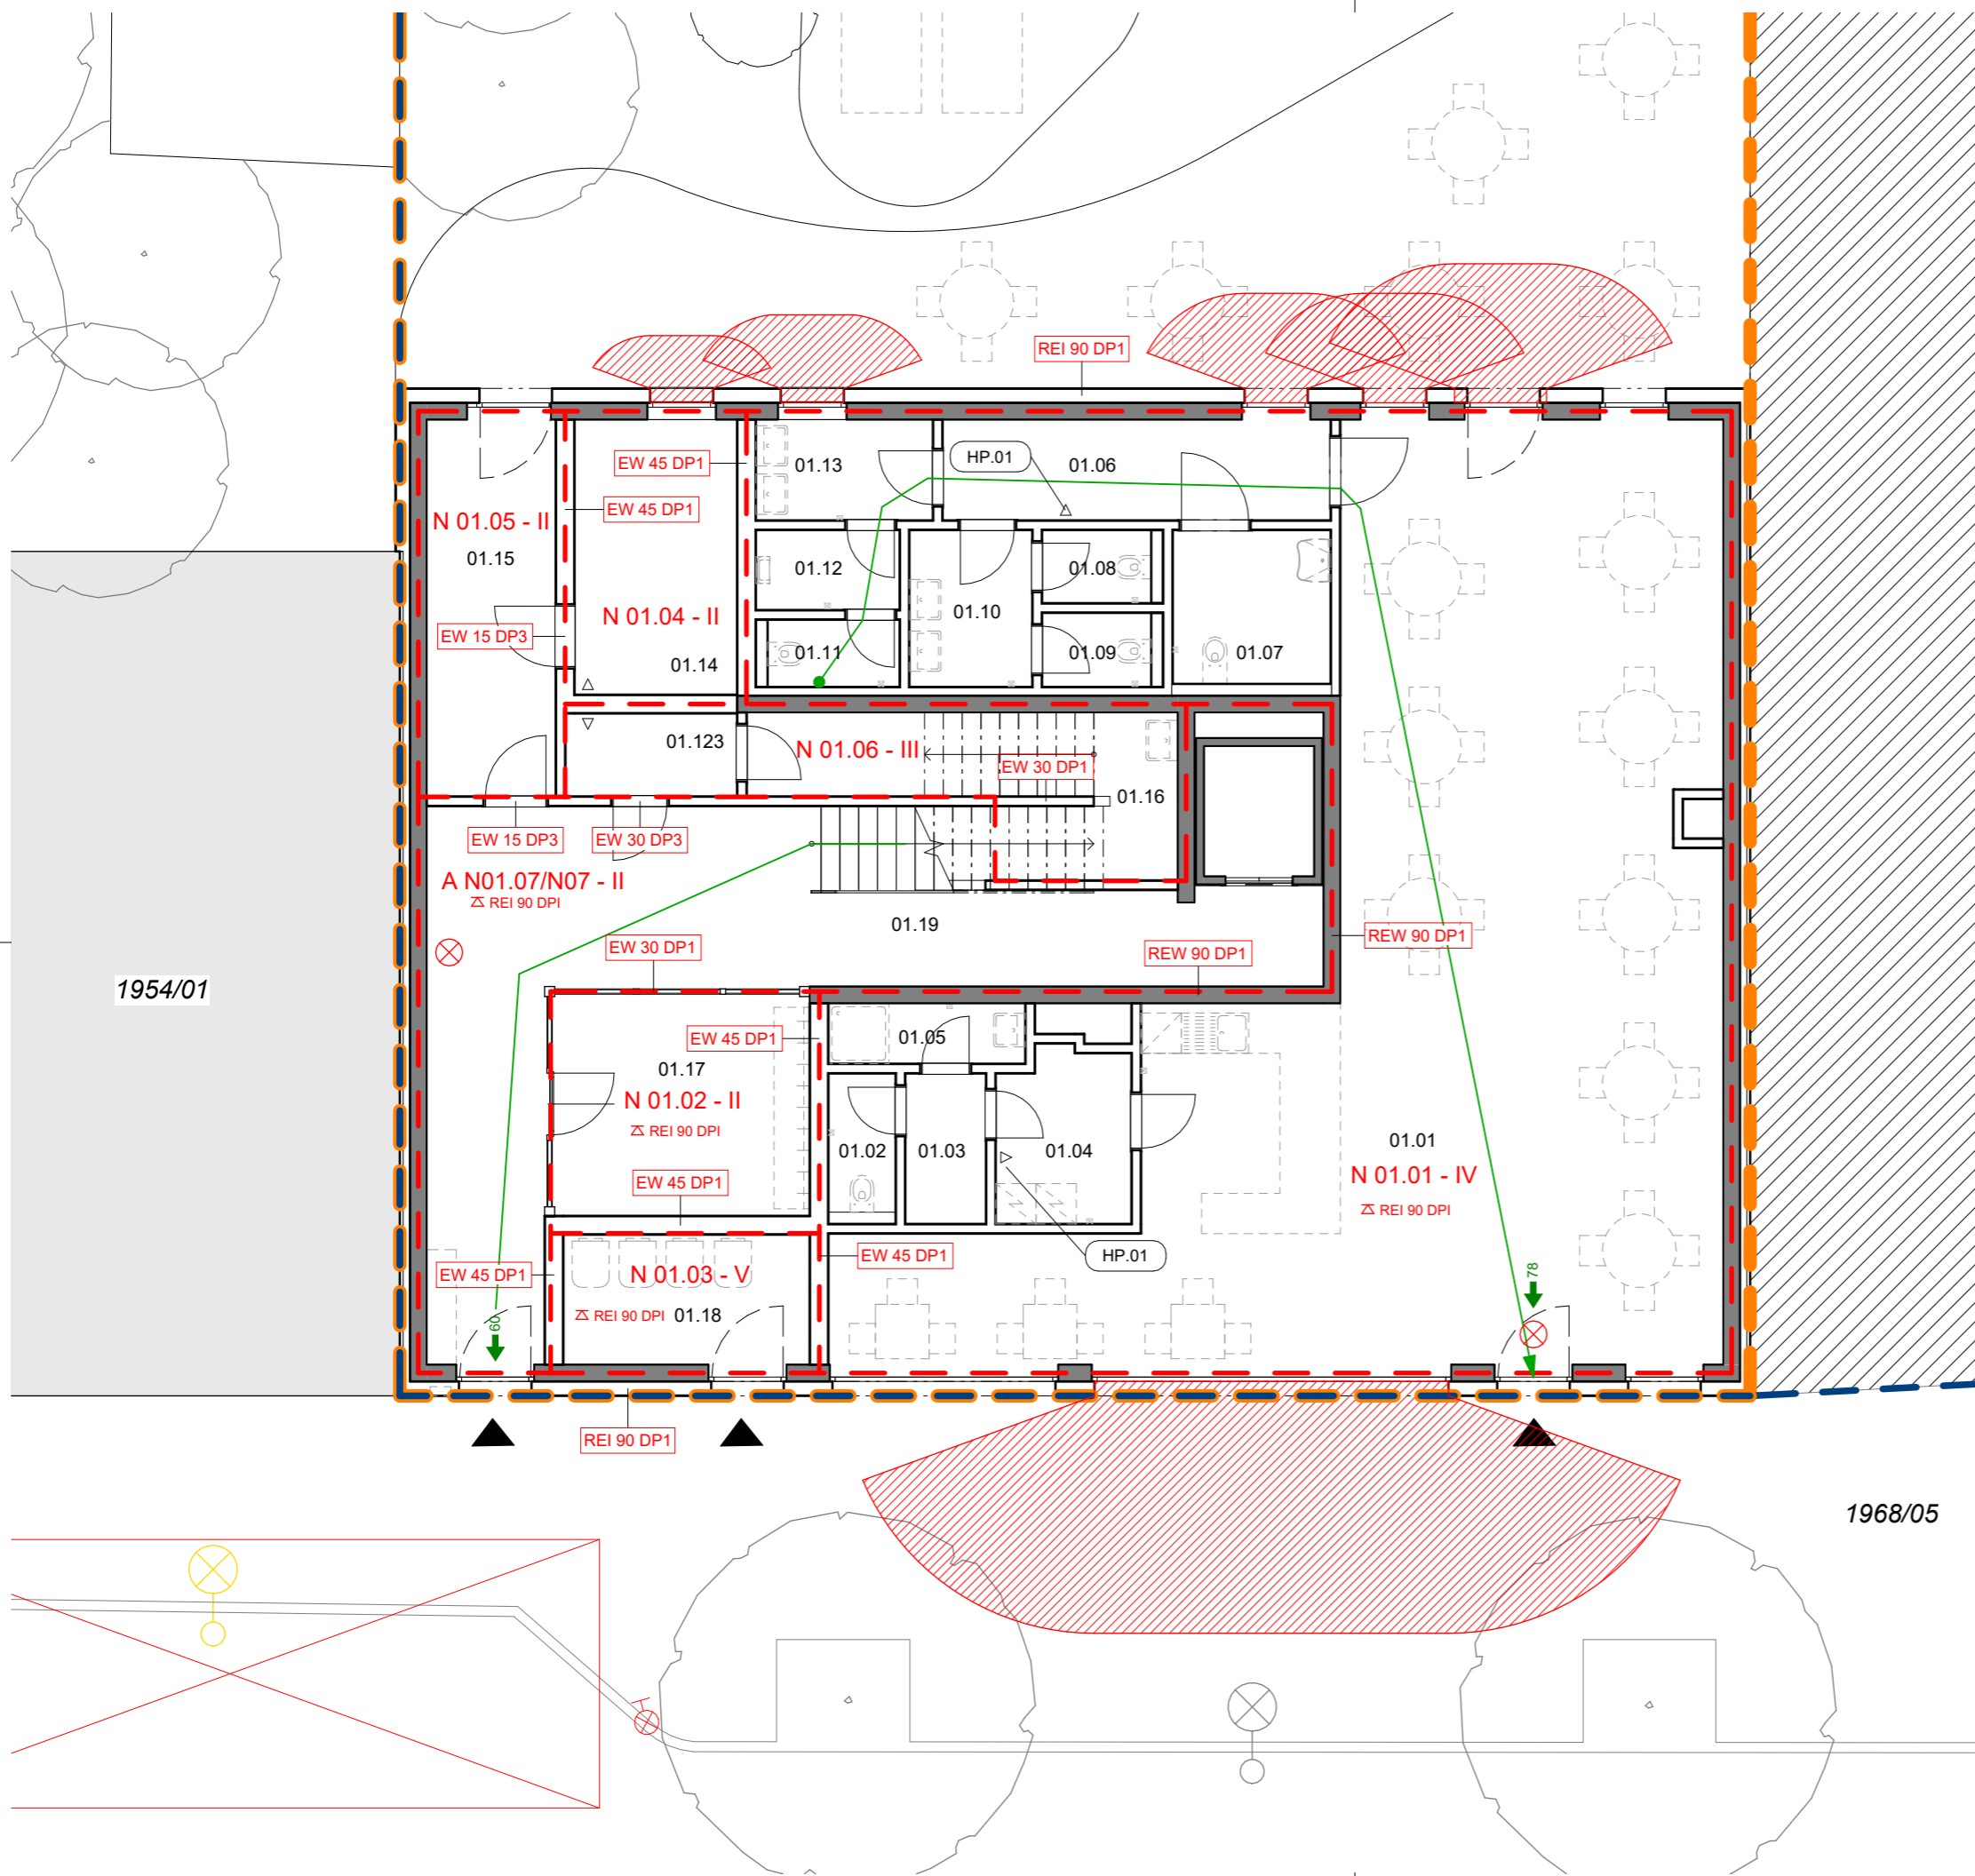 REI 90 DP1
EW 45 DP1
01.13
HP.01
01.06
N 01.05 - II
EW 45 DP1
01.15
01.12
01.08
N 01.04 - II
01.10
EW 15 DP3
01.14
01.11
01.09
01.07
01.123
N 01.06 - III
EW 30 DP1
01.16
EW 15 DP3
EW 30 DP3
A N01.07/N07 - II
REI 90 DPI
01.19
EW 30 DP1
REW 90 DP1
REW 90 DP1
1954/01
EW 45 DP1
01.05
01.17
N 01.02 - II
REI 90 DPI
01.02
01.03
01.04
01.01
N 01.01 - IV
REI 90 DPI
EW 45 DP1
EW 45 DP1
HP.01
EW 45 DP1
N 01.03 - V
REI 90 DPI
01.18
60
78
REI 90 DP1
1968/05